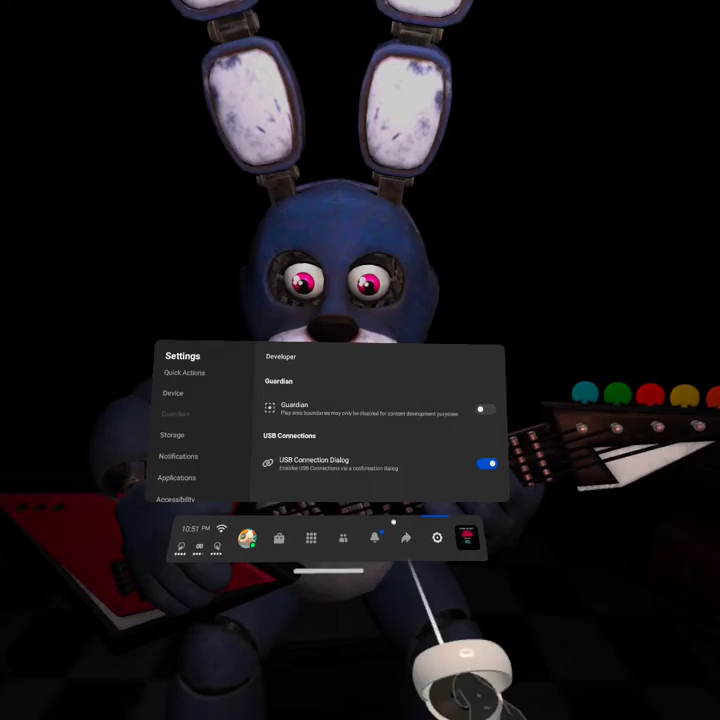 Settings
Quick Actions
Device
Guardian
Storage
Notifications
Applications
Accessibility
Developer
Guardian
Guardian
Play area boundaries may only be disabled for content development purposes
USB Connections
USB Connection Dialog
Enables USB Connections via a confirmation dialog
10:51 PM